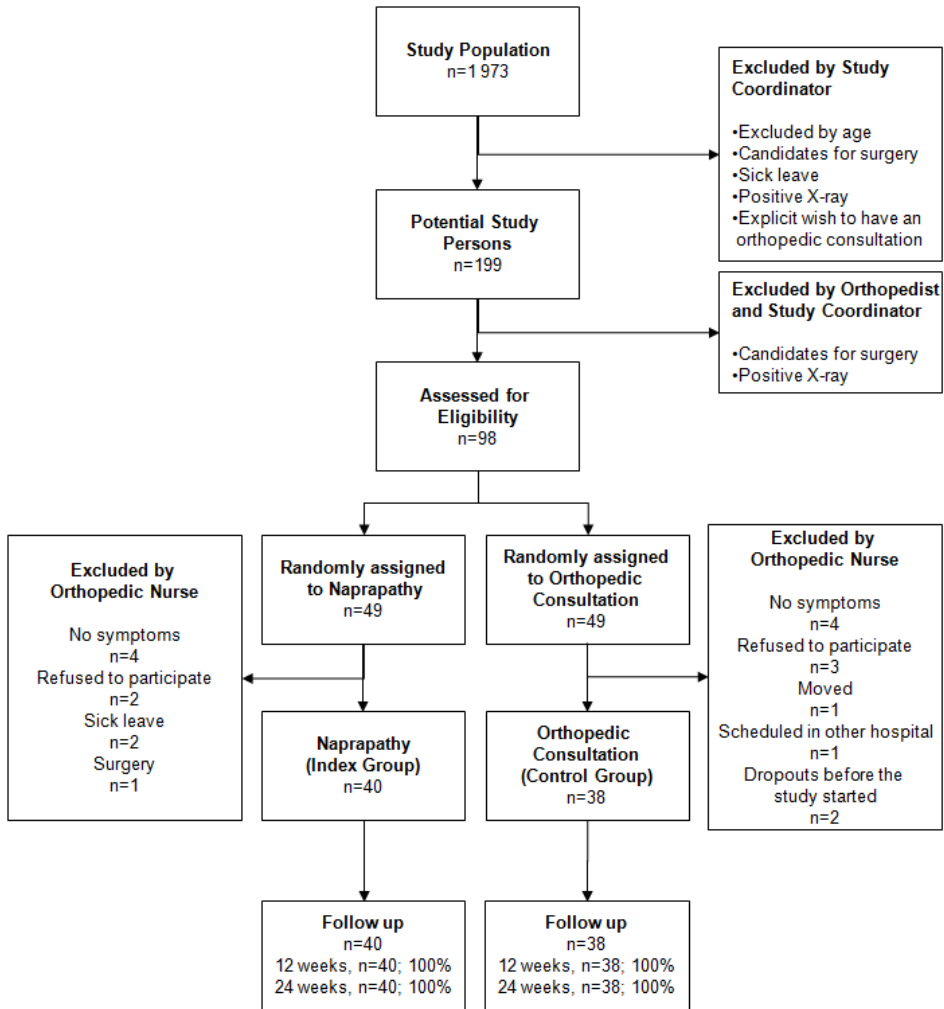 Study Population
n=1 973
Excluded by Study
Coordinator
•Excluded by age
•Candidates for surgery
•Sick leave
•Positive X-ray
•Explicit wish to have an
orthopedic consultation
Potential Study
Persons
n=199
Excluded by Orthopedist
and Study Coordinator
•Candidates for surgery
•Positive X-ray
Assessed for
Eligibility
n=98
Excluded by
Orthopedic Nurse
No symptoms
n=4
Refused to participate
n=2
Sick leave
n=2
Surgery
n=1
Randomly assigned
to Naprapathy
n=49
Randomly assigned
to Orthopedic
Consultation
n=49
Excluded by
Orthopedic Nurse
No symptoms
n=4
Refused to participate
n=3
Moved
n=1
Scheduled in other hospital
n=1
Dropouts before the
study started
n=2
Naprapathy
(Index Group)
n=40
Orthopedic
Consultation
(Control Group)
n=38
Follow up
n=40
12 weeks, n=40; 100%
24 weeks, n=40; 100%
Follow up
n=38
12 weeks, n=38; 100%
24 weeks, n=38; 100%